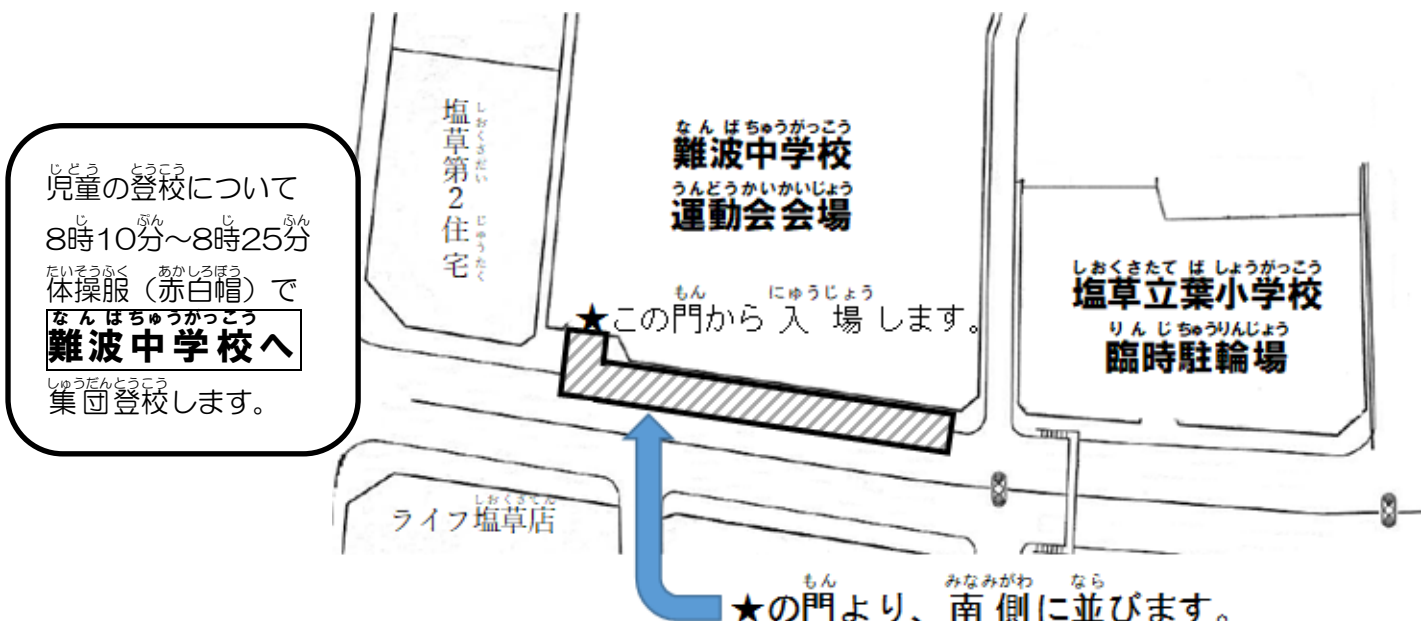 児童の登校について
8時10分～8時25分
体操服（赤白帽）で
難波中学校へ
集団登校します。
塩草第2住宅
難波中学校
運動会会場
★この門から入場します。
塩草立葉小学校
臨時駐輪場
ライフ塩草店
★の門より、南側に並びます。